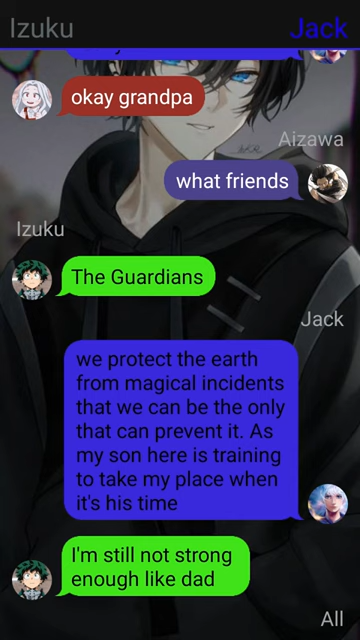 Izuku
Jack
okay grandpa
Aizawa
what friends
Izuku
The Guardians
Jack
we protect the earth
from magical incidents
that we can be the only
that can prevent it. As
my son here is training
to take my place when
it's his time
I'm still not strong
enough like dad
All